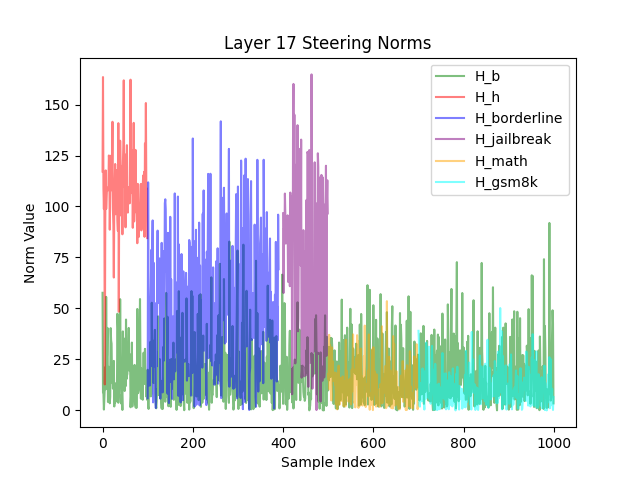 Layer 17 Steering Norms
H_b
H_h
H_borderline
H_jailbreak
H_math
H_gsm8k
Norm Value
150
125
100
75
50
25
0
0 200 400 600 800 1000
Sample Index